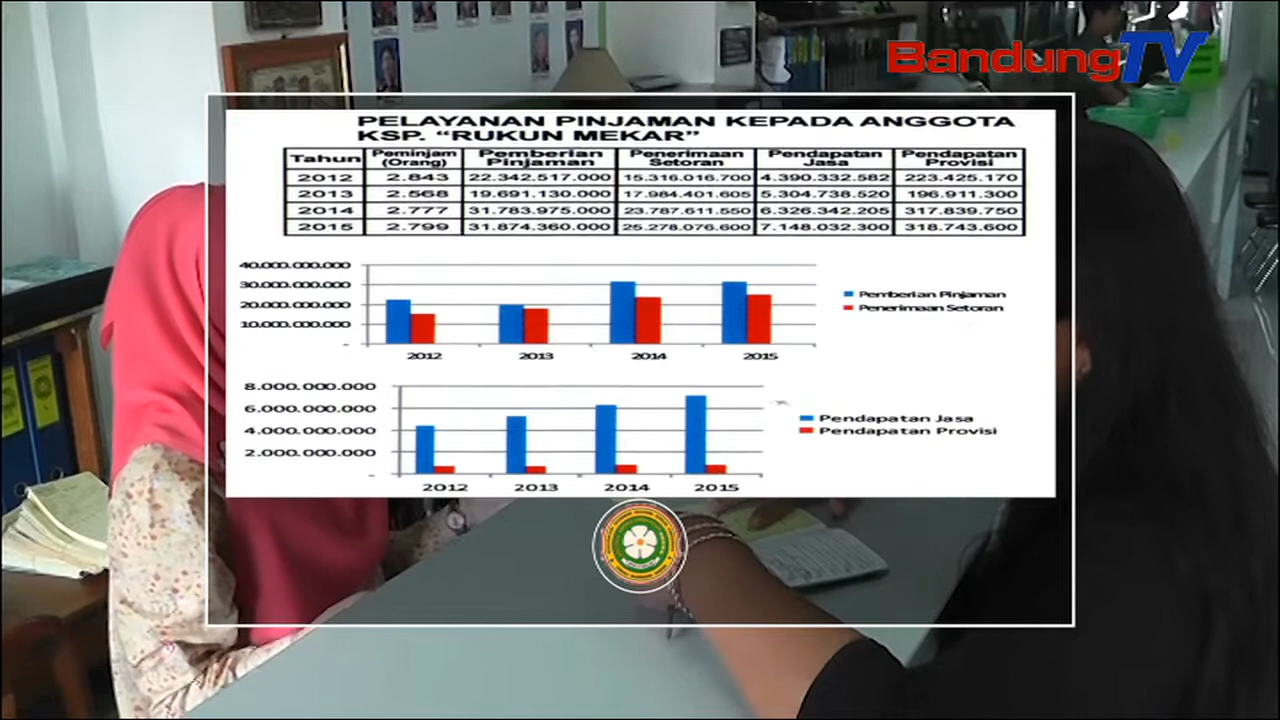 BandungTV
PELAYANAN PINJAMAN KEPADA ANGGOTA
KSP. “RUKUN MEKAR”
Tahun Peminjam (Orang) Pemberian Pinjaman Penerimaan Setoran Pendapatan Jasa Pendapatan Provisi
2012 2.843 22.342.517.000 15.316.016.700 4.390.332.582 223.425.170
2013 2.568 19.691.130.000 17.984.401.605 5.304.738.520 196.911.300
2014 2.777 31.783.975.000 23.787.611.550 6.326.342.205 317.839.750
2015 2.799 31.874.360.000 25.278.076.600 7.148.032.300 318.743.600
40.000.000.000
30.000.000.000
20.000.000.000
10.000.000.000
-
2012 2013 2014 2015
Pemberian Pinjaman
Penerimaan Setoran
8.000.000.000
6.000.000.000
4.000.000.000
2.000.000.000
-
2012 2013 2014 2015
Pendapatan Jasa
Pendapatan Provisi